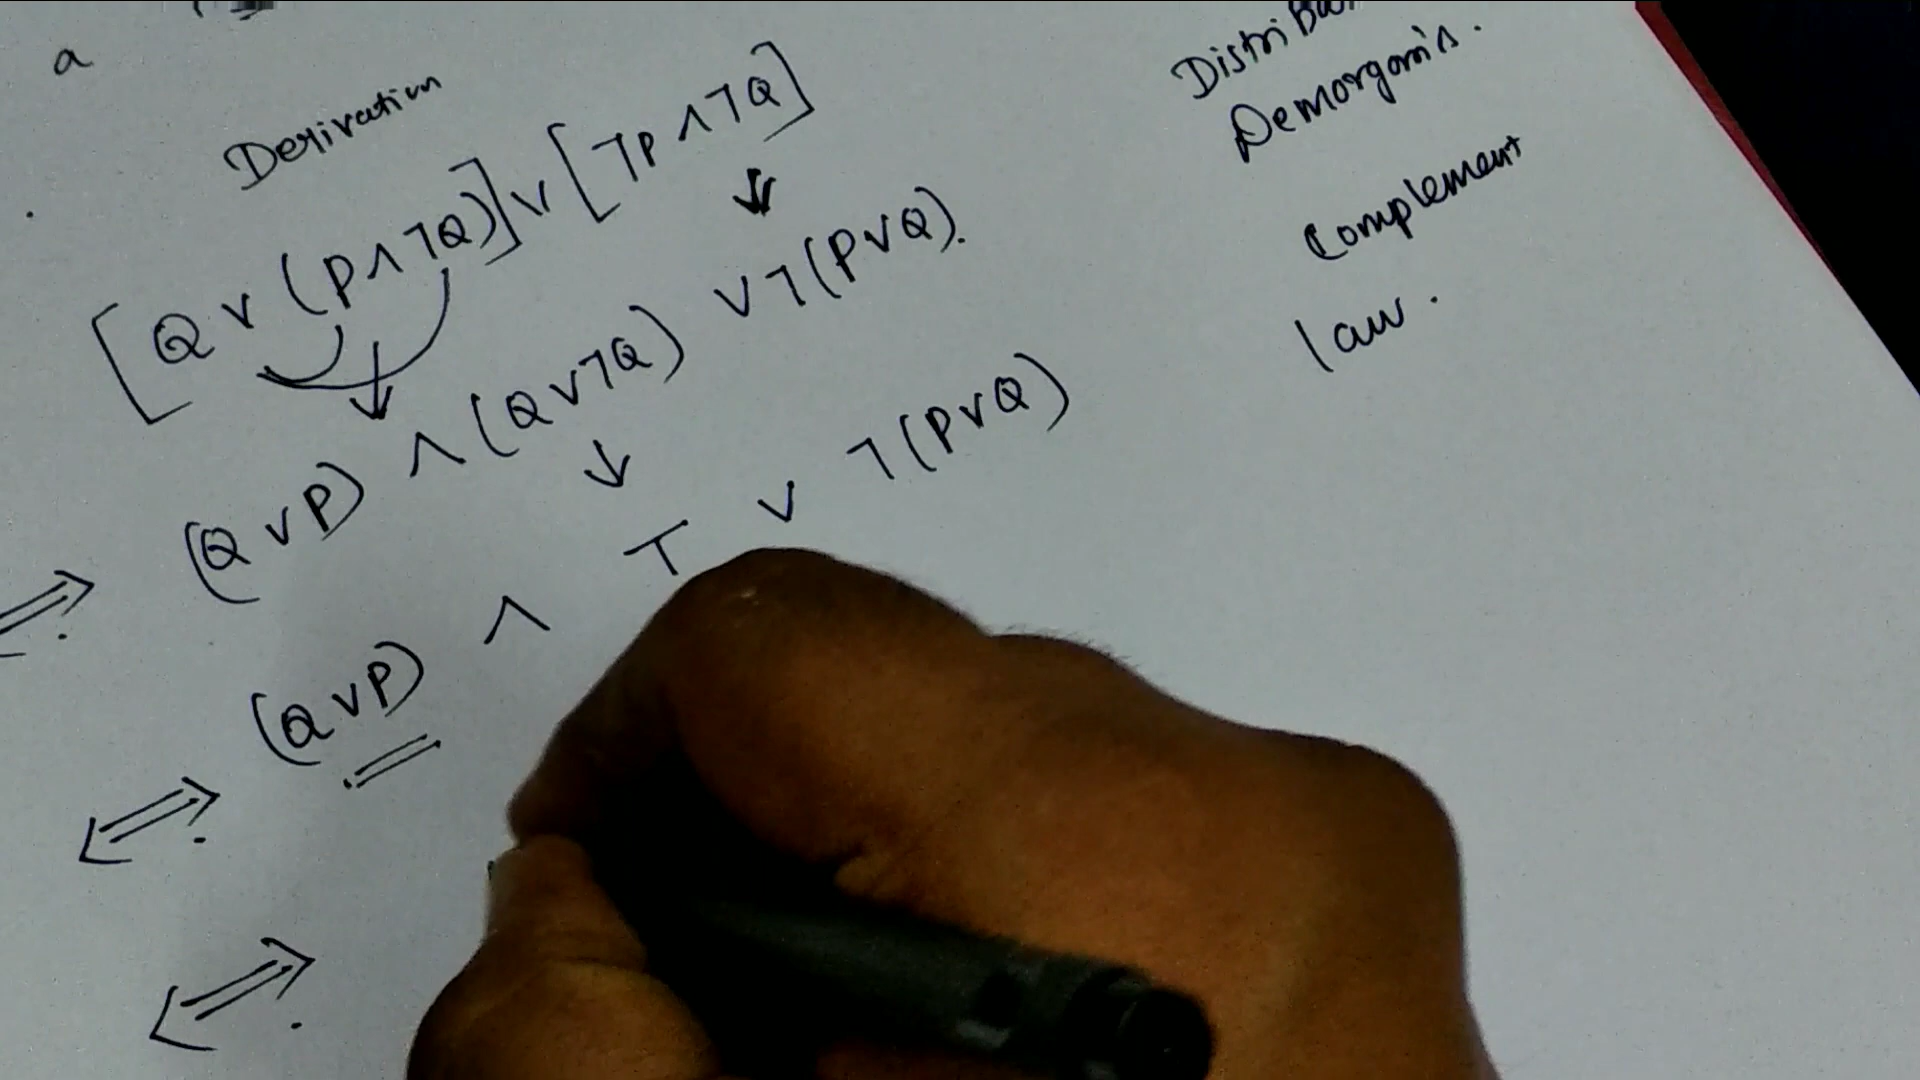 a
Derivation
[Q ∨ (P ∧ ¬Q)] ∨ [¬P ∧ ¬Q]
Demorgan's.
⇔ (Q ∨ P) ∧ (Q ∨ ¬Q) ∨ ¬(P ∨ Q).
Complement
law.
⇔ (Q ∨ P) ∧ T ∨ ¬(P ∨ Q)
⇔